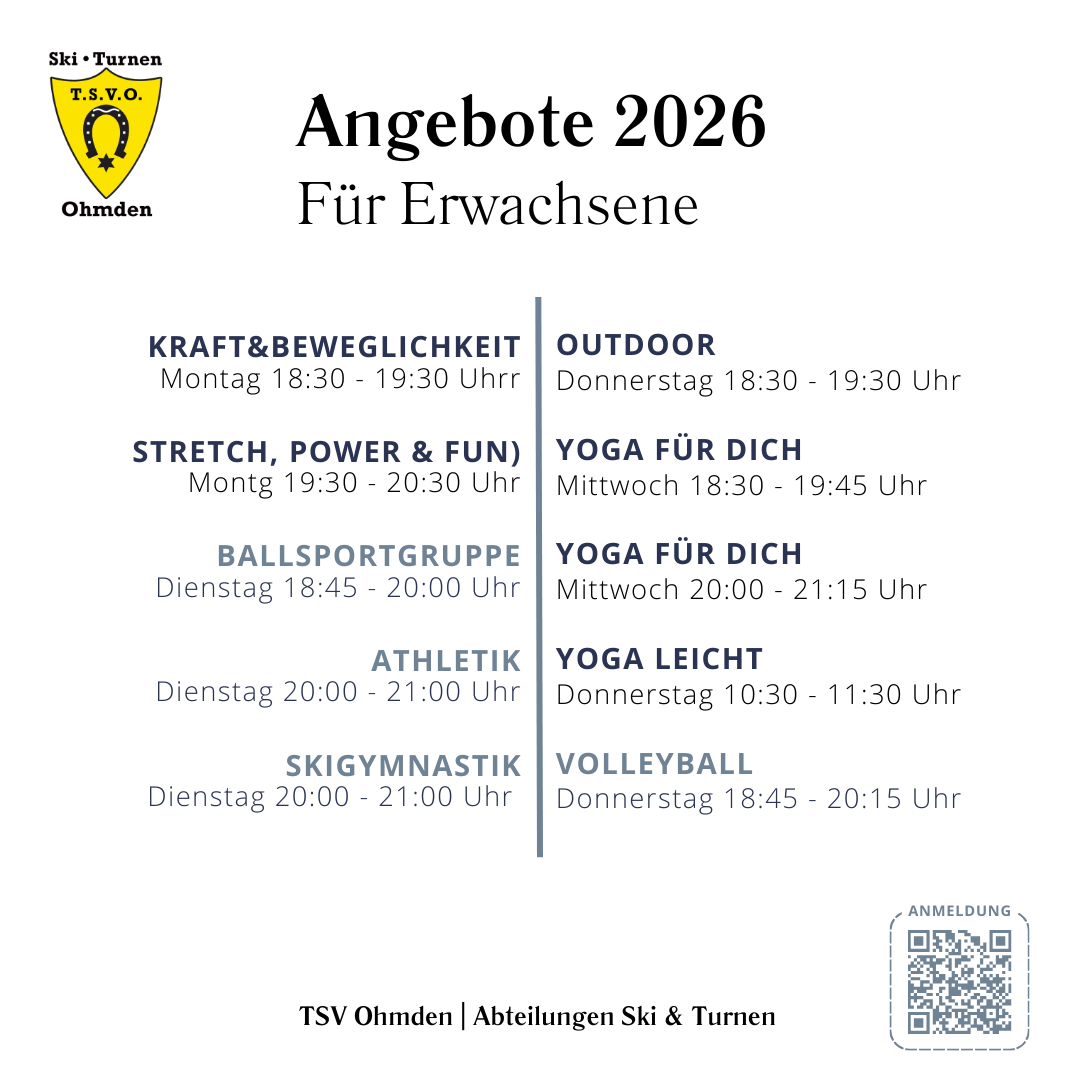 Ski • Turnen
T.S.V.O.
Ohmden
Angebote 2026
Für Erwachsene
KRAFT&BEWEGLICHKEIT
Montag 18:30 - 19:30 Uhrr
STRETCH, POWER & FUN)
Montg 19:30 - 20:30 Uhr
BALLSPORTGRUPPE
Dienstag 18:45 - 20:00 Uhr
ATHLETIK
Dienstag 20:00 - 21:00 Uhr
SKIGYMNASTIK
Dienstag 20:00 - 21:00 Uhr
OUTDOOR
Donnerstag 18:30 - 19:30 Uhr
YOGA FÜR DICH
Mittwoch 18:30 - 19:45 Uhr
YOGA FÜR DICH
Mittwoch 20:00 - 21:15 Uhr
YOGA LEICHT
Donnerstag 10:30 - 11:30 Uhr
VOLLEYBALL
Donnerstag 18:45 - 20:15 Uhr
ANMELDUNG
TSV Ohmden | Abteilungen Ski & Turnen